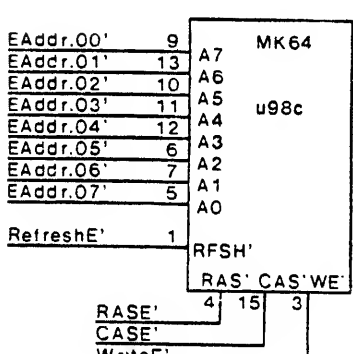 EAddr.00' 9 A7 MK64
EAddr.01' 13 A6
EAddr.02' 10 A5 u98c
EAddr.03' 11 A4
EAddr.04' 12 A3
EAddr.05' 6 A2
EAddr.06' 7 A1
EAddr.07' 5 A0
RefreshE' 1 RFSH'
RAS' CAS' WE'
4 15 3
RASE'
CASE'
WriteE'